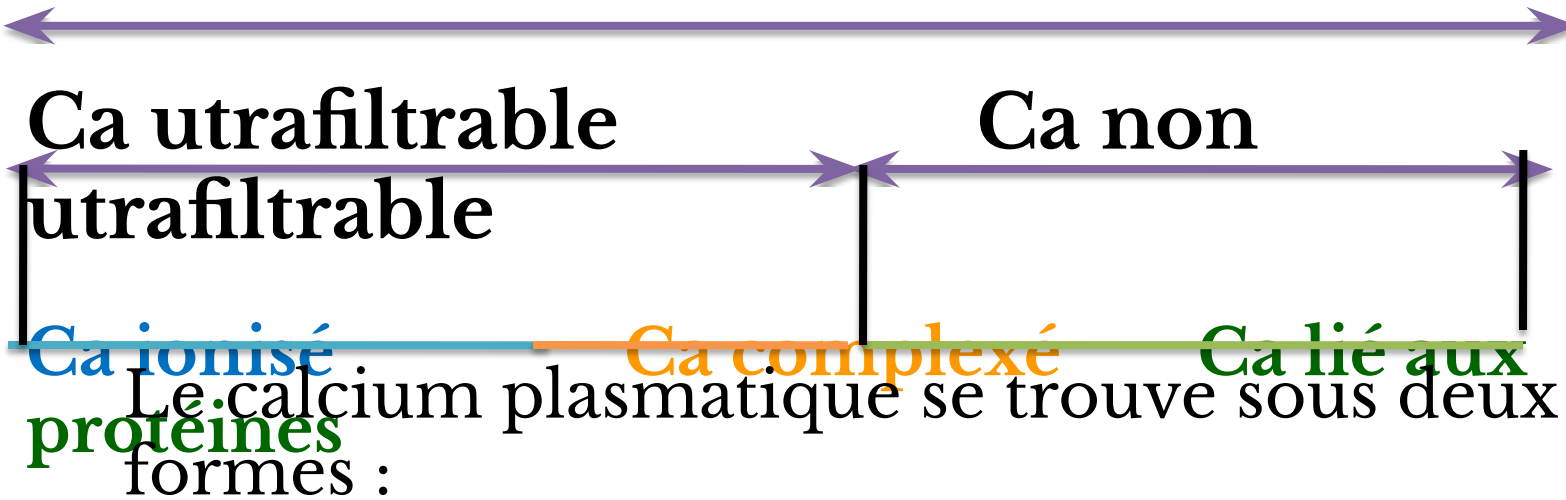 Ca utrafiltrable Ca non
utrafiltrable
Ca ionisé Ca complexé Ca lié aux
protéines
Le calcium plasmatique se trouve sous deux
formes :